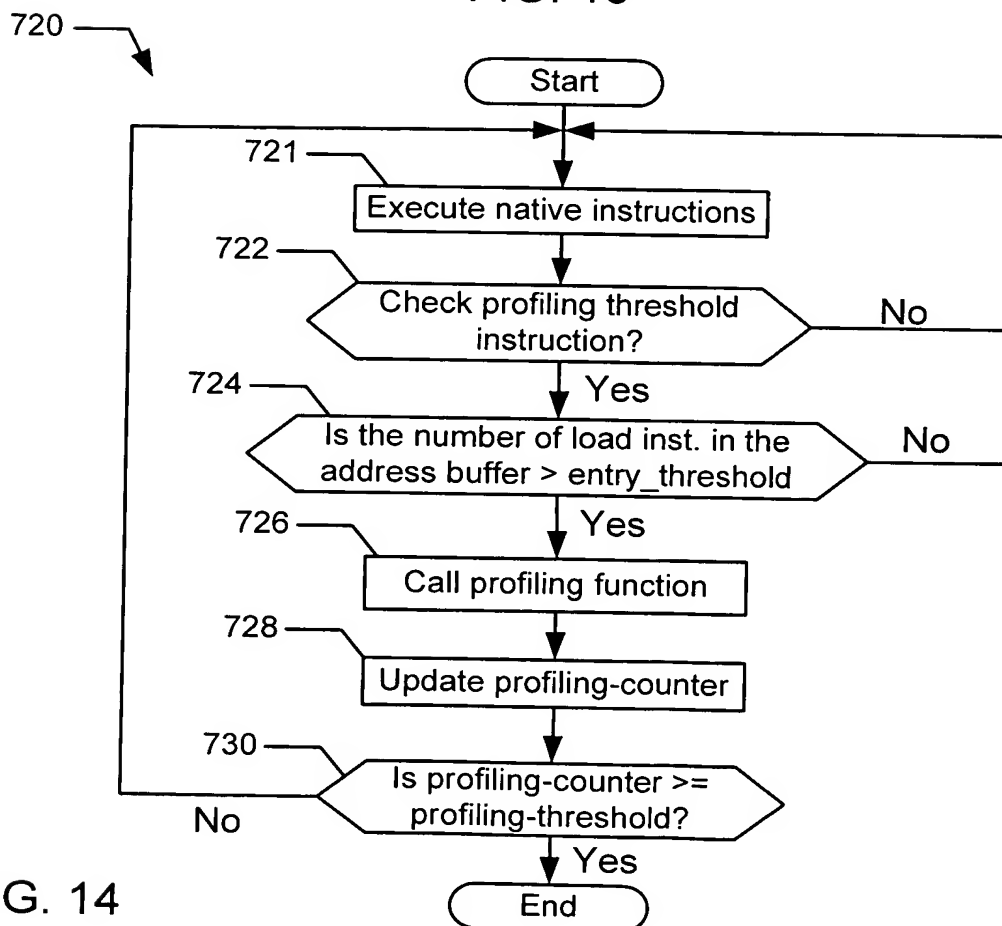 720
Start
721
Execute native instructions
722
Check profiling threshold
instruction?
No
Yes
724
Is the number of load inst. in the
address buffer > entry_threshold
No
Yes
726
Call profiling function
728
Update profiling-counter
730
Is profiling-counter >=
profiling-threshold?
No
Yes
End
G. 14